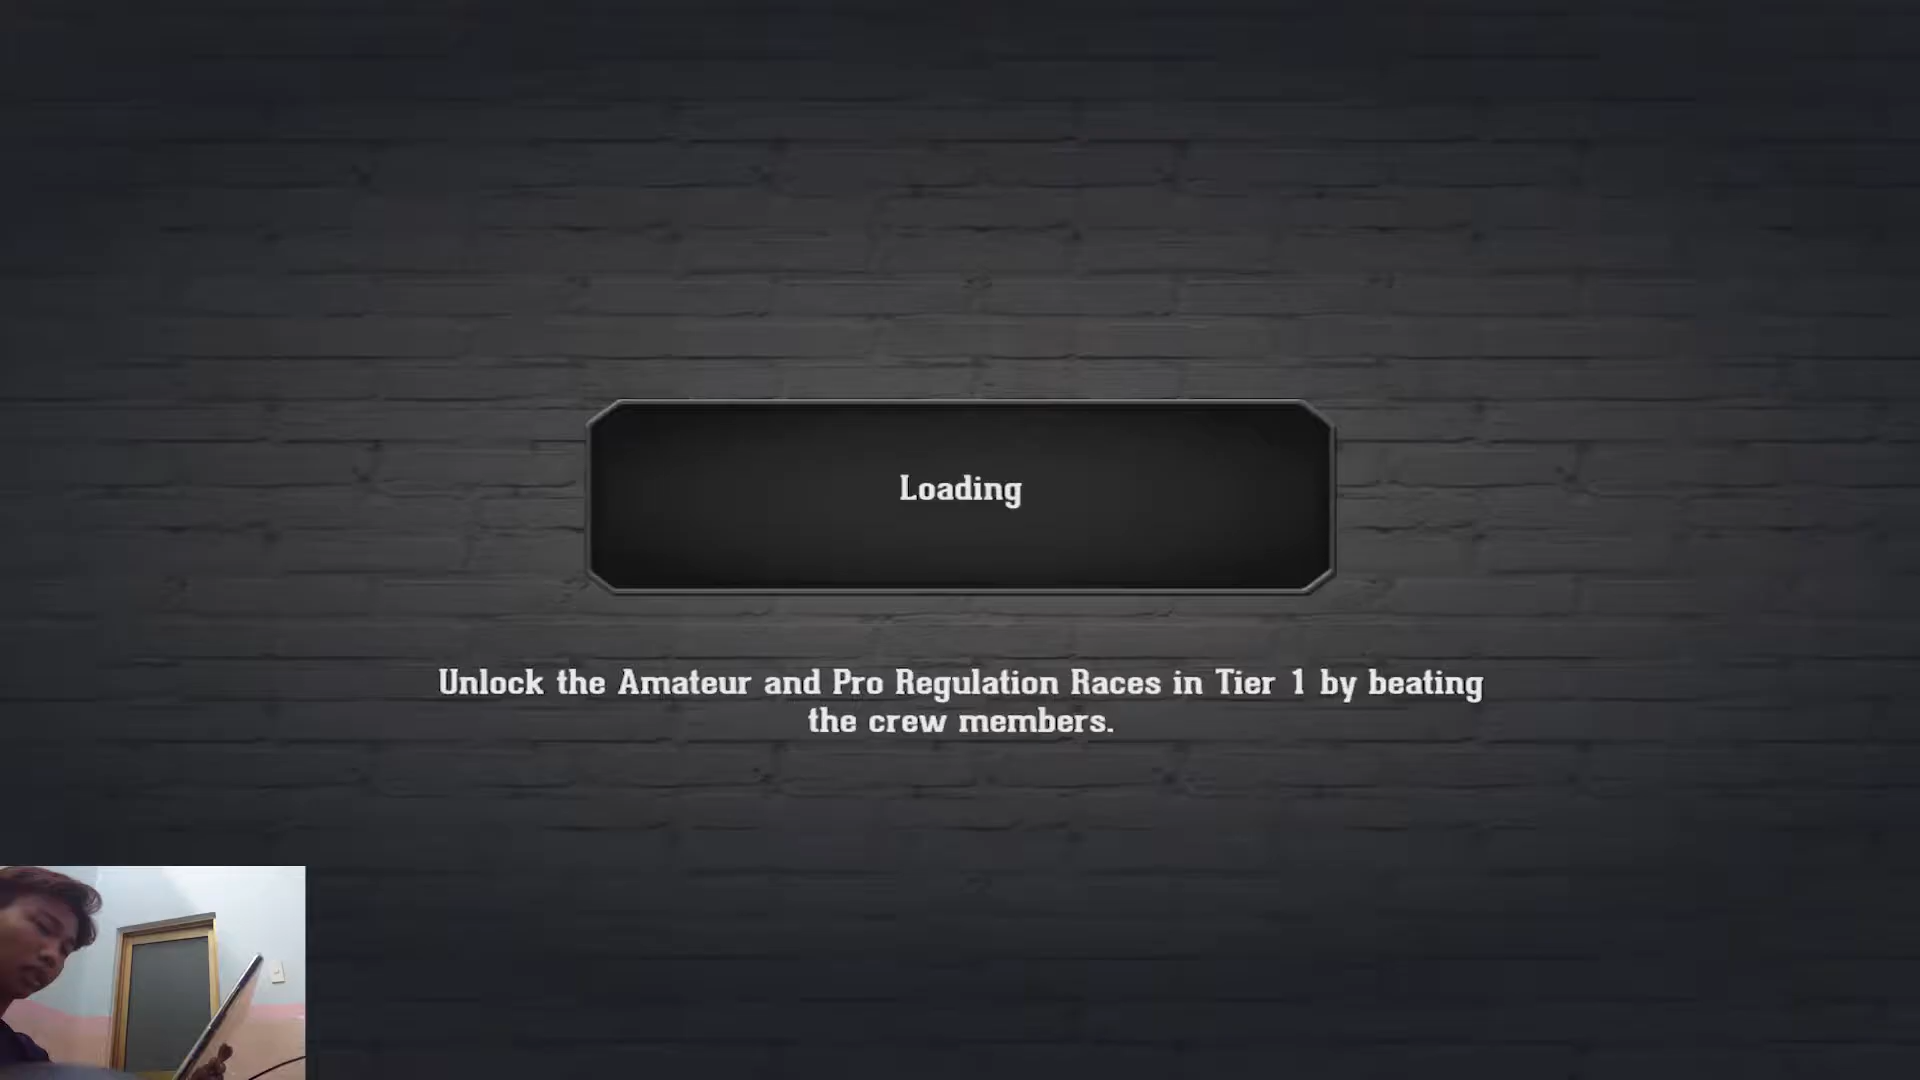 Loading
Unlock the Amateur and Pro Regulation Races in Tier 1 by beating
the crew members.